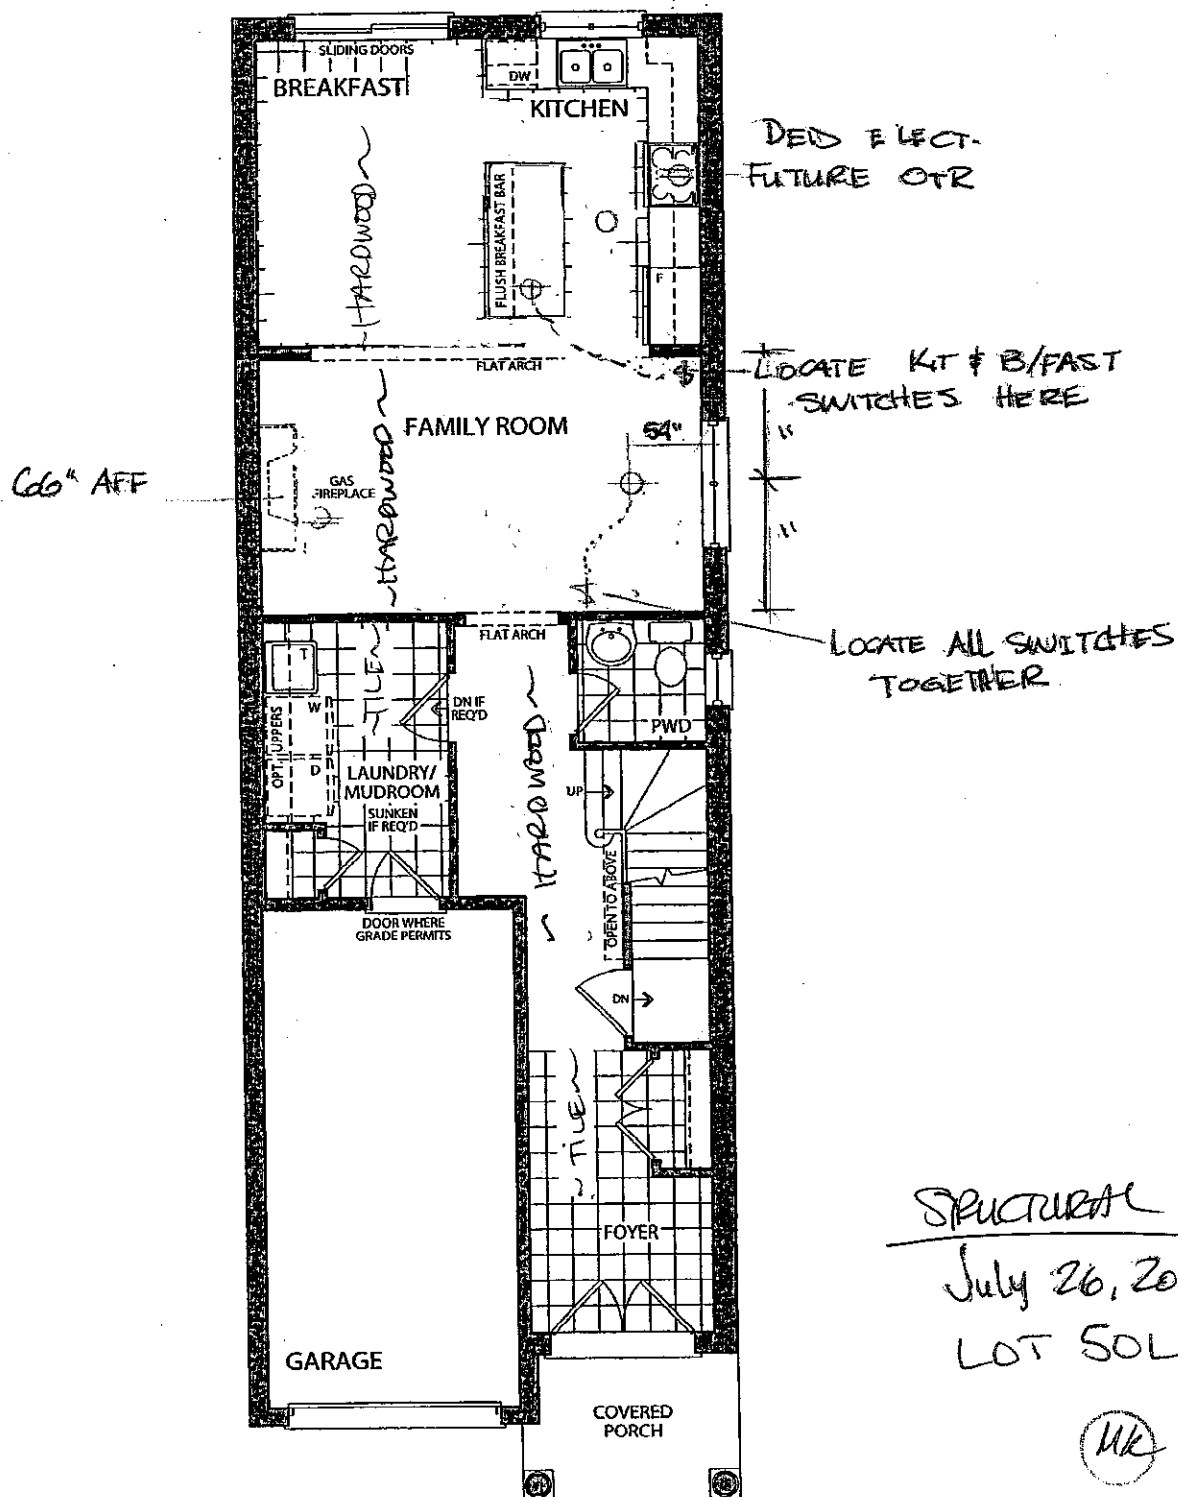 SLIDING DOORS
BREAKFAST
DW
KITCHEN
DED ELECT.
FUTURE OTR
~HARDWOOD~
FLUSH BREAKFAST BAR
F
FLAT ARCH
LOCATE KIT & B/FAST
SWITCHES HERE
FAMILY ROOM
54"
"
"
66" AFF
GAS
FIREPLACE
~HARDWOOD~
FLAT ARCH
LOCATE ALL SWITCHES
TOGETHER
T
~TILE~
W
DN IF
REQ'D
PWD
OPT. UPPERS
D
LAUNDRY/
MUDROOM
SUNKEN
IF REQ'D
UP
~HARDWOOD~
OPEN TO ABOVE
DOOR WHERE
GRADE PERMITS
DN
~TILE~
FOYER
STRUCTURAL
July 26, 20
LOT 50L
GARAGE
COVERED
PORCH
MK